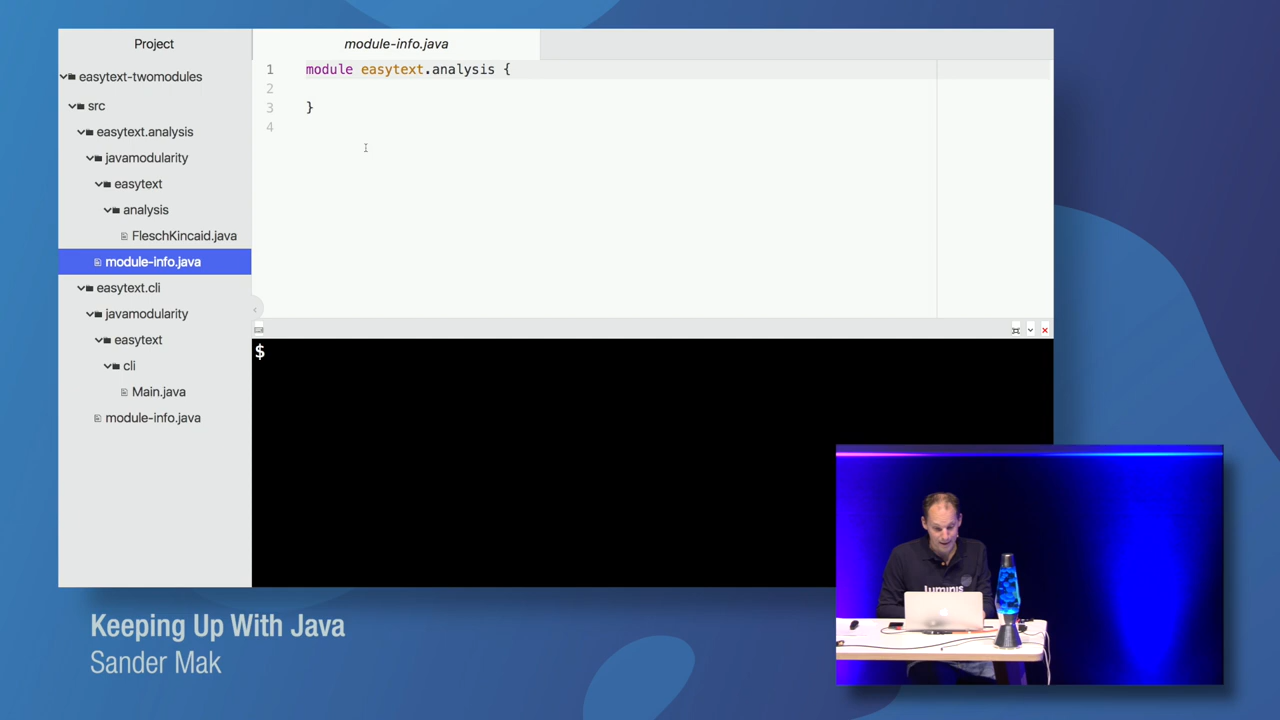 Project
easytext-twomodules
src
easytext.analysis
javamodularity
easytext
analysis
FleschKincaid.java
module-info.java
easytext.cli
javamodularity
easytext
cli
Main.java
module-info.java
module-info.java
1 module easytext.analysis {
2
3 }
4
$
luminis
Keeping Up With Java
Sander Mak